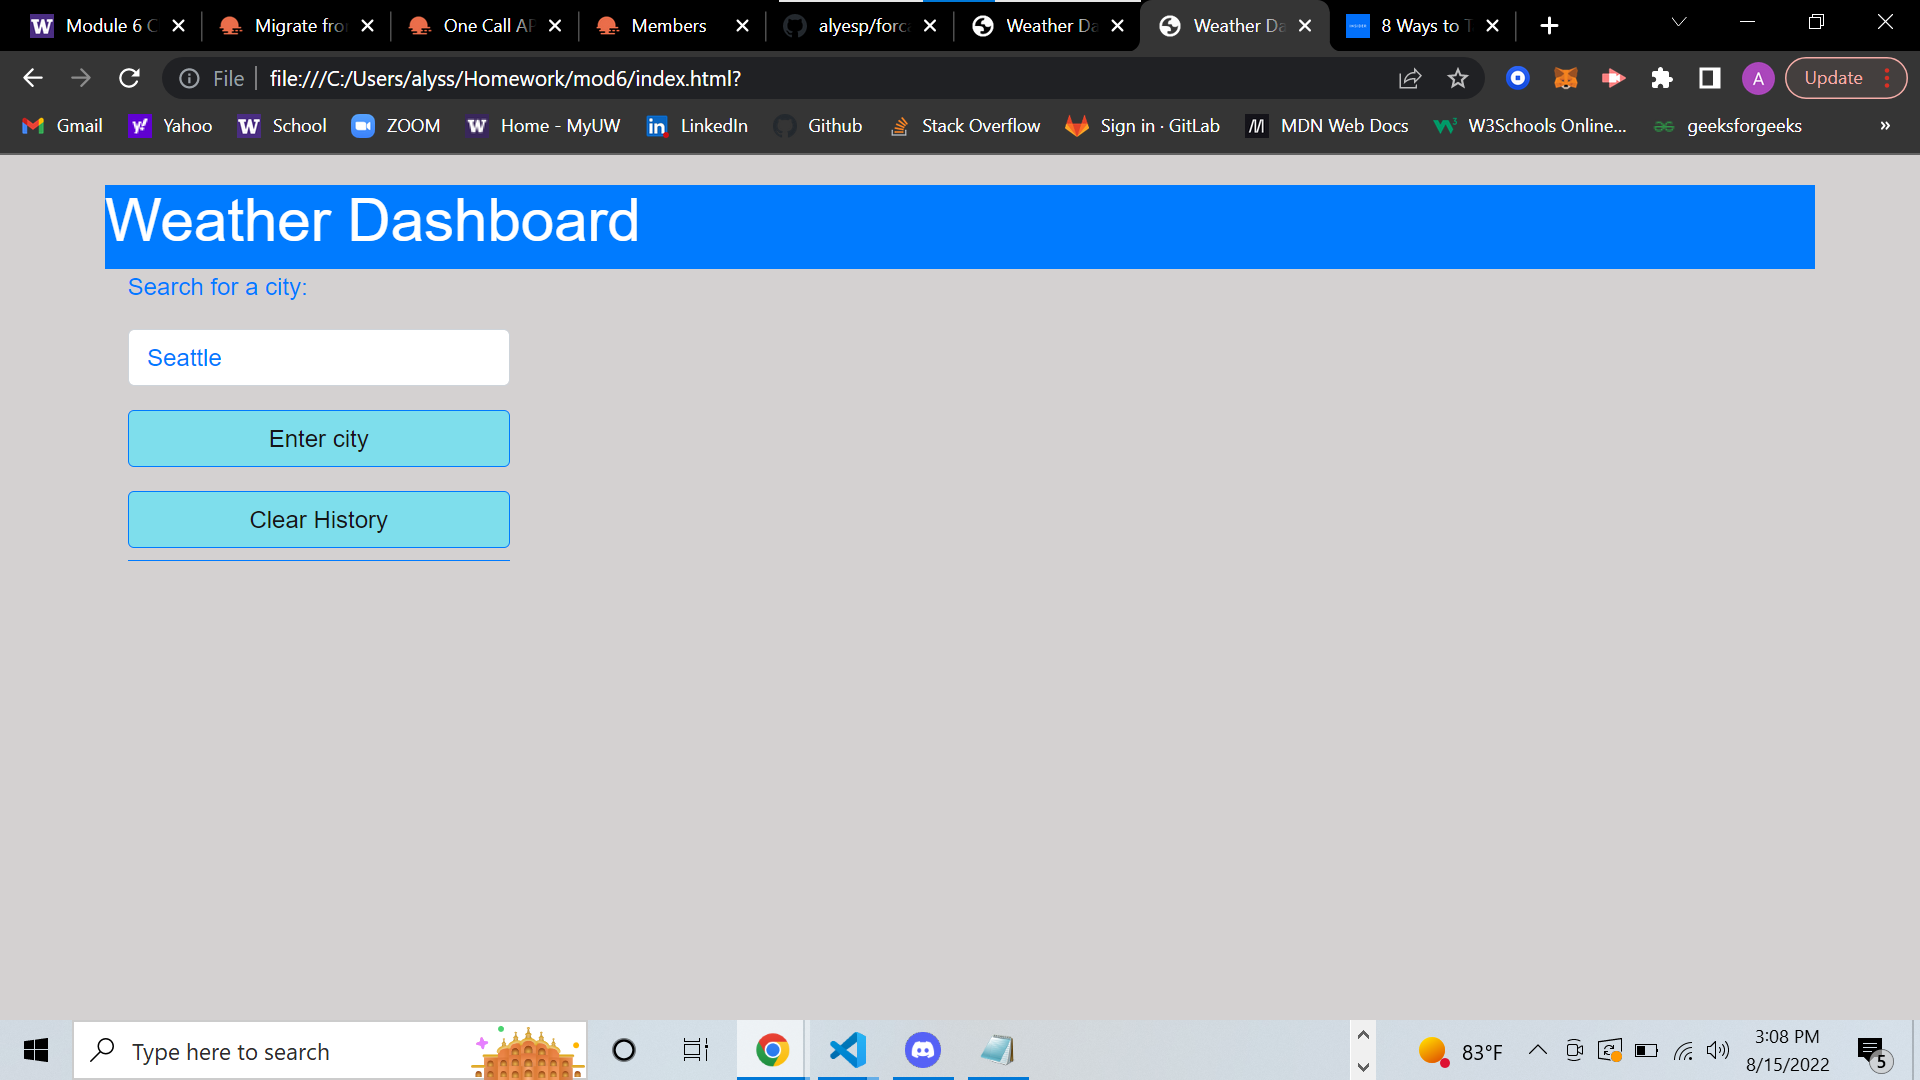 Module 6 C
Migrate fro
One Call AP
Members
alyesp/forca
Weather Da
Weather Da
8 Ways to T
File
file:///C:/Users/alyss/Homework/mod6/index.html?
A
Update
Gmail
Yahoo
School
ZOOM
Home - MyUW
LinkedIn
Github
Stack Overflow
Sign in · GitLab
MDN Web Docs
W3Schools Online...
geeksforgeeks
»
Weather Dashboard
Search for a city:
Seattle
Enter city
Clear History
Type here to search
83°F
3:08 PM
8/15/2022
5